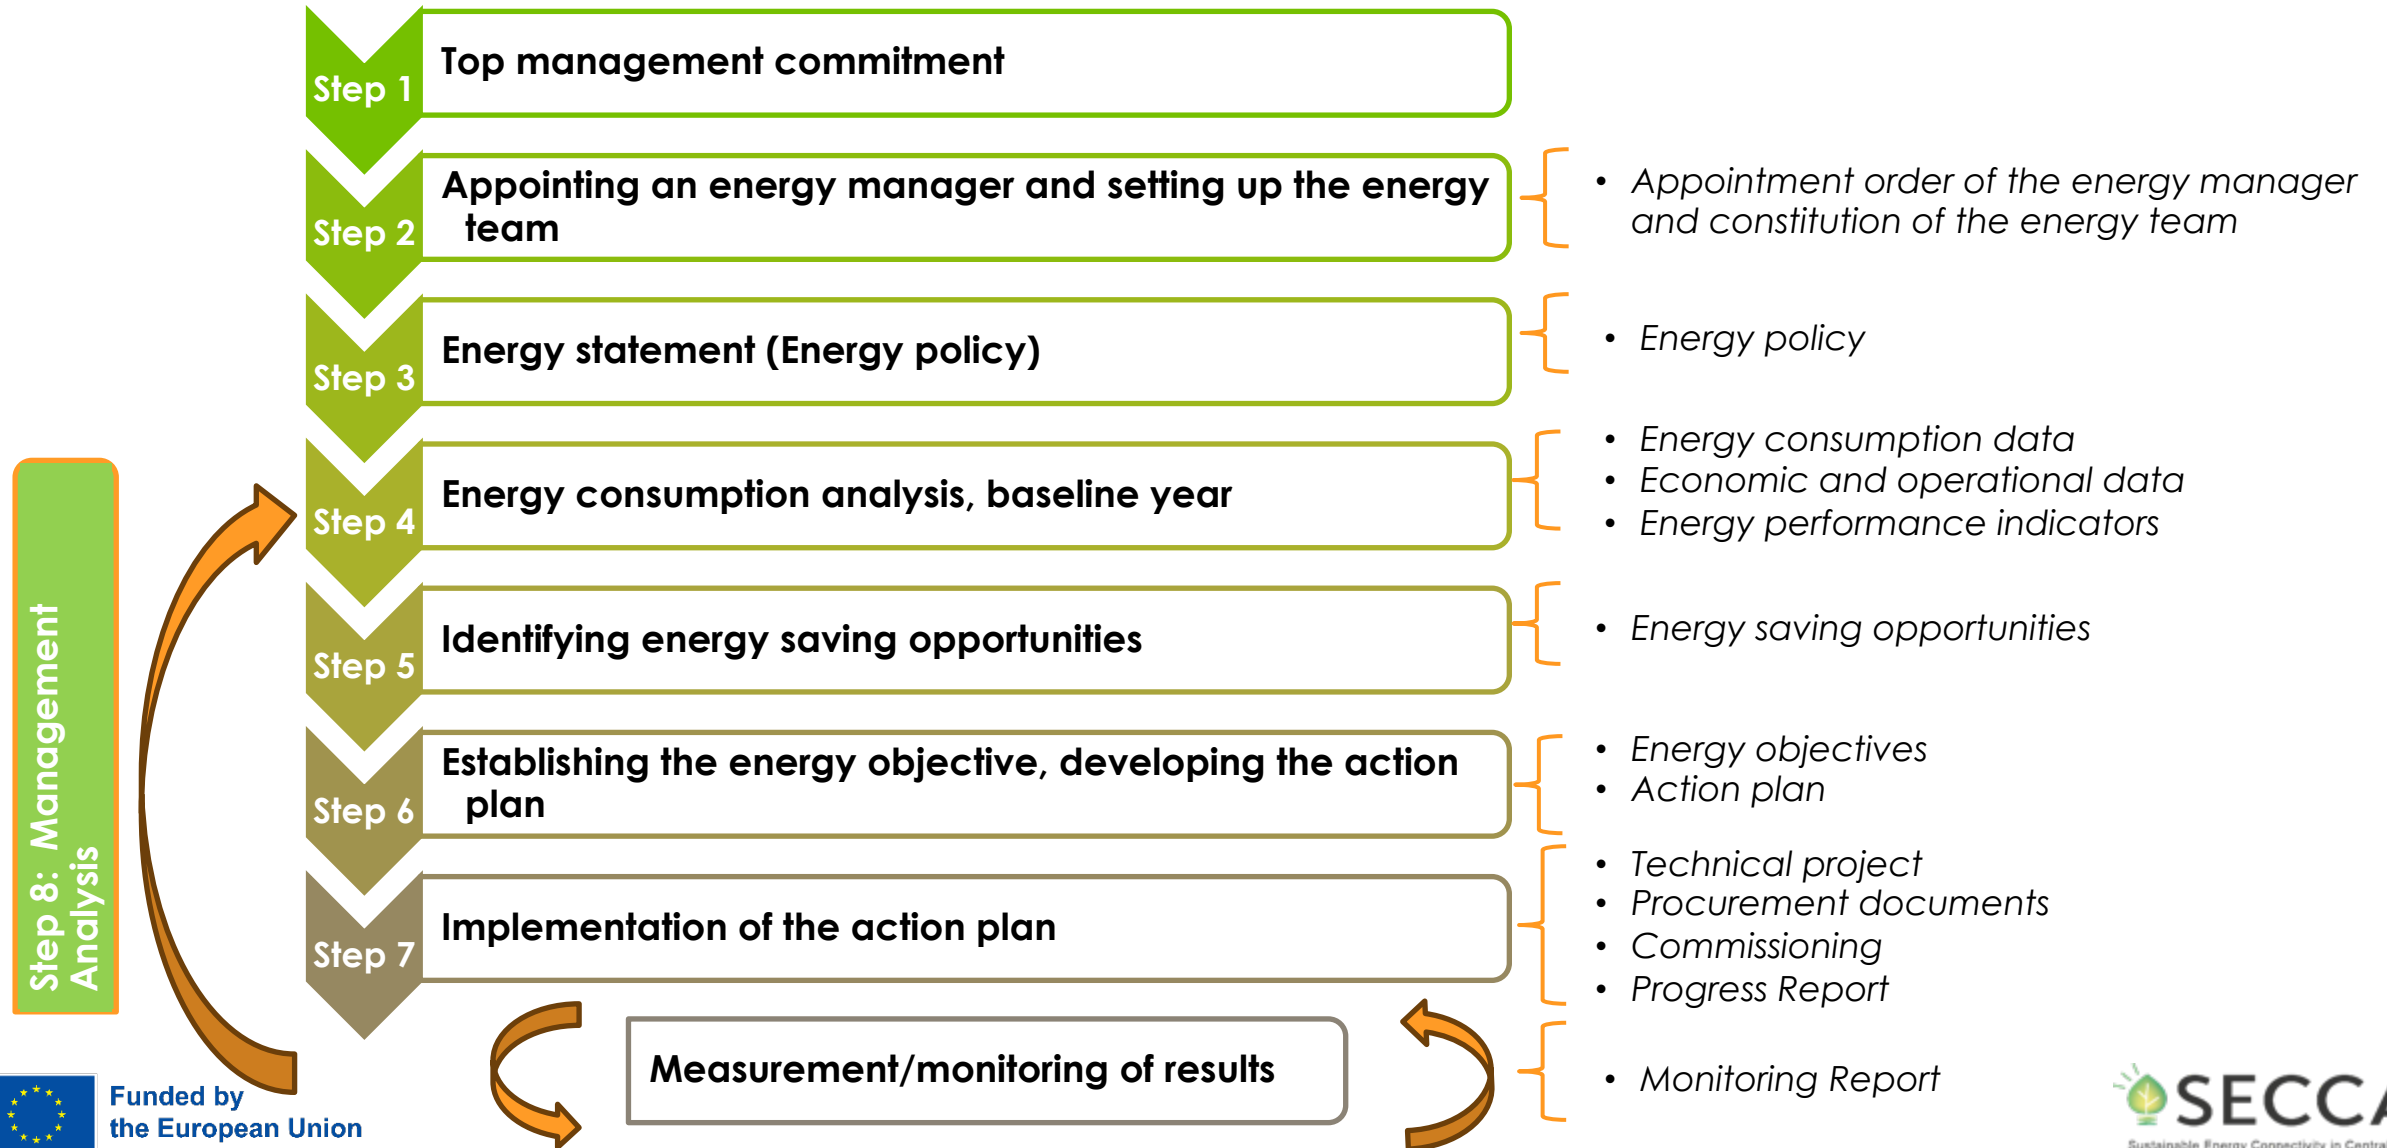 Step 1
Top management commitment
Step 2
Appointing an energy manager and setting up the energy
team
• Appointment order of the energy manager
and constitution of the energy team
Step 3
Energy statement (Energy policy)
• Energy policy
Step 4
Energy consumption analysis, baseline year
• Energy consumption data
• Economic and operational data
• Energy performance indicators
Step 5
Identifying energy saving opportunities
• Energy saving opportunities
Step 6
Establishing the energy objective, developing the action
plan
• Energy objectives
• Action plan
Step 7
Implementation of the action plan
• Technical project
• Procurement documents
• Commissioning
• Progress Report
Measurement/monitoring of results
• Monitoring Report
Step 8: Management
Analysis
Funded by
the European Union
SECCA
Sustainable Energy Connectivity in Central